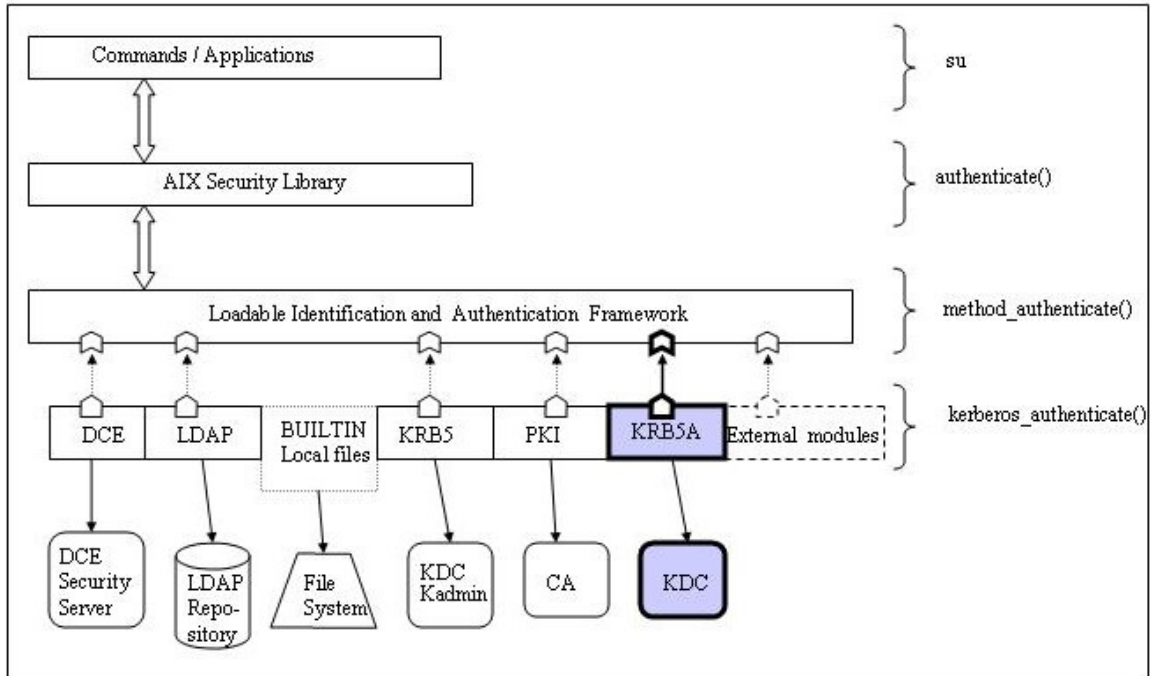 Commands / Applications
su
AIX Security Library
authenticate()
Loadable Identification and Authentication Framework
method_authenticate()
DCE
LDAP
BUILTIN
Local files
KRB5
PKI
KRB5A
External modules
kerberos_authenticate()
DCE
Security
Server
LDAP
Repo-
sitory
File
System
KDC
Kadmin
CA
KDC